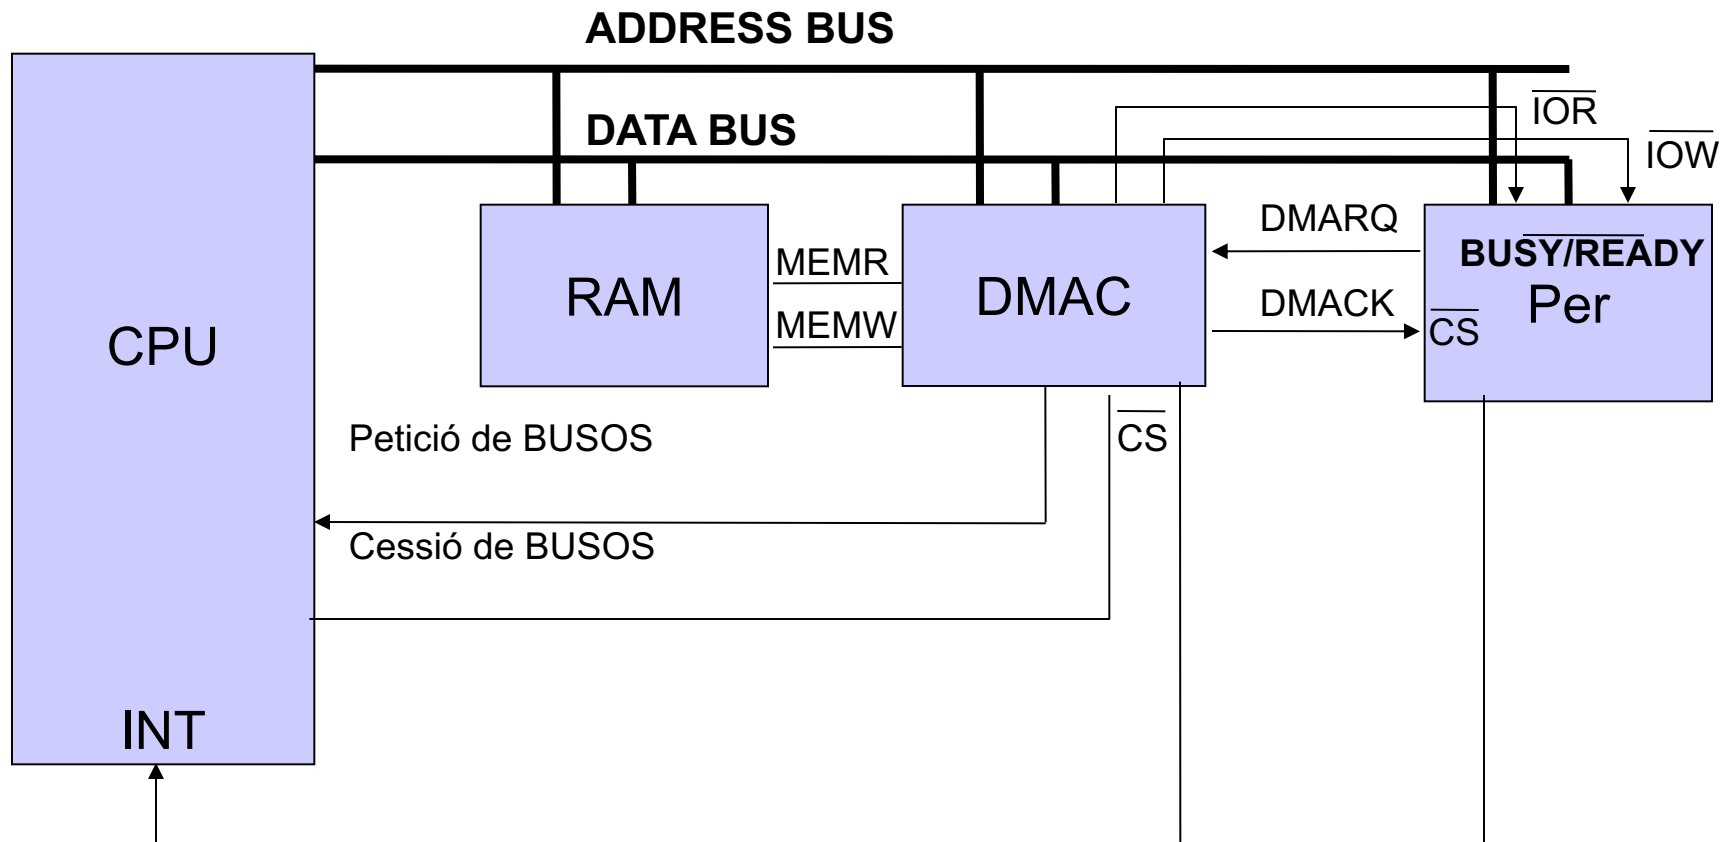 ADDRESS BUS
IOR
DATA BUS
IOW
DMARQ
BUSY/READY
MEMR
RAM
DMAC
DMACK
Per
MEMW
CS
CPU
Petició de BUSOS
CS
Cessió de BUSOS
INT